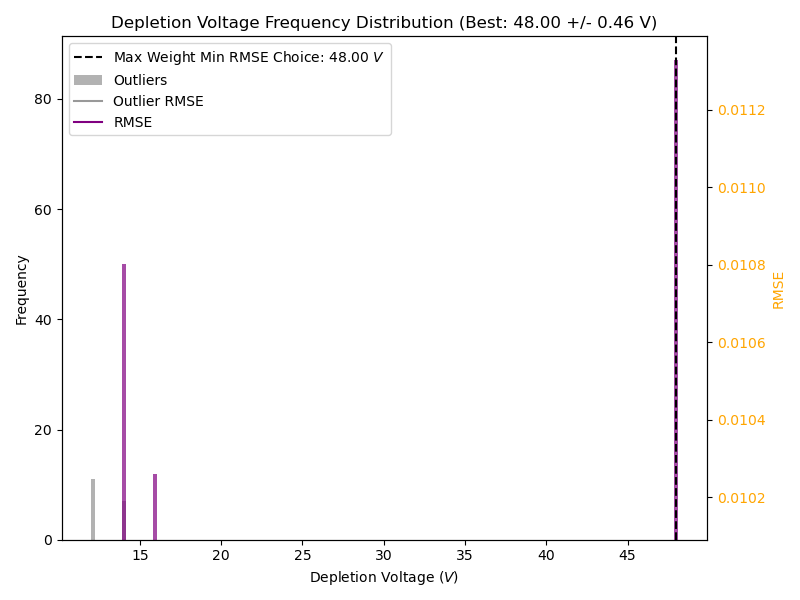 Depletion Voltage Frequency Distribution (Best: 48.00 +/- 0.46 V)
Max Weight Min RMSE Choice: 48.00 V
Outliers
Outlier RMSE
RMSE
Frequency
80
60
40
20
0
0.0112
0.0110
0.0108
0.0106
0.0104
0.0102
RMSE
15 20 25 30 35 40 45
Depletion Voltage (V)